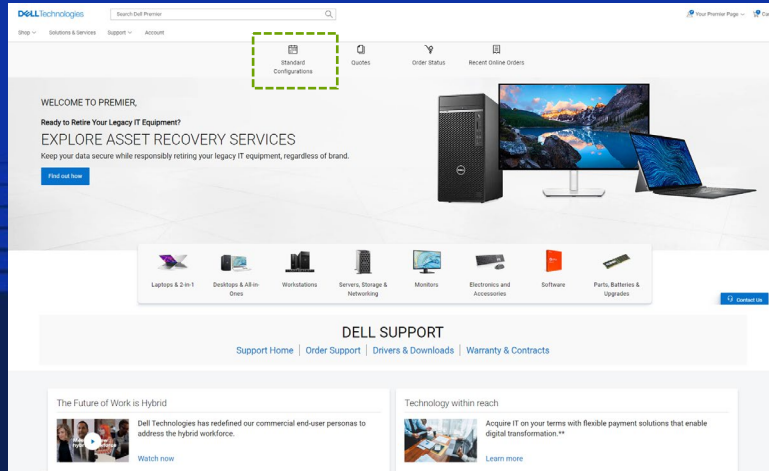 DELLTechnologies
Search Dell Premier
Your Premier Page
Shop
Solutions & Services
Support
Account
Standard
Configurations
Quotes
Order Status
Recent Online Orders
WELCOME TO PREMIER,
Ready to Retire Your Legacy IT Equipment?
EXPLORE ASSET RECOVERY SERVICES
Keep your data secure while responsibly retiring your legacy IT equipment, regardless of brand.
Find out how
Laptops & 2-in-1
Desktops & All-in-
Ones
Workstations
Servers, Storage &
Networking
Monitors
Electronics and
Accessories
Software
Parts, Batteries &
Upgrades
Contact Us
DELL SUPPORT
Support Home | Order Support | Drivers & Downloads | Warranty & Contracts
The Future of Work is Hybrid
Dell Technologies has redefined our commercial end-user personas to
address the hybrid workforce.
Watch now
Technology within reach
Acquire IT on your terms with flexible payment solutions that enable
digital transformation.**
Learn more